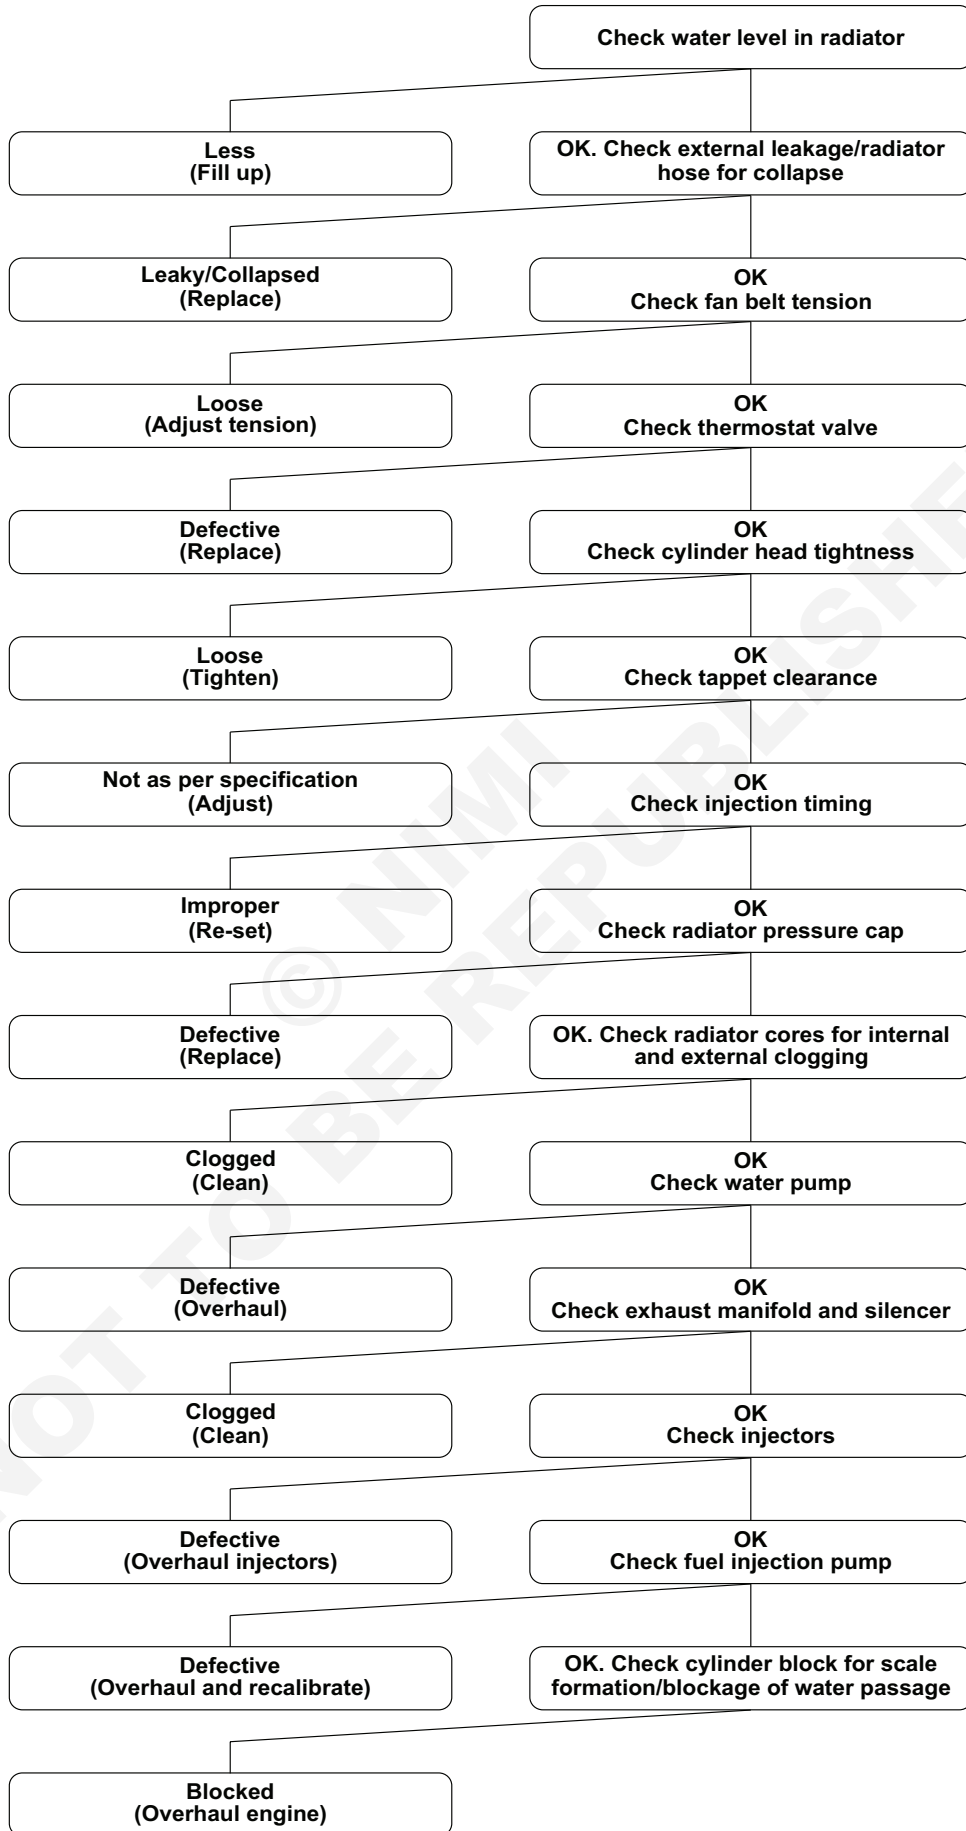 Check water level in radiator
Less
(Fill up)
OK. Check external leakage/radiator
hose for collapse
Leaky/Collapsed
(Replace)
OK
Check fan belt tension
Loose
(Adjust tension)
OK
Check thermostat valve
Defective
(Replace)
OK
Check cylinder head tightness
Loose
(Tighten)
OK
Check tappet clearance
Not as per specification
(Adjust)
OK
Check injection timing
Improper
(Re-set)
OK
Check radiator pressure cap
Defective
(Replace)
OK. Check radiator cores for internal
and external clogging
Clogged
(Clean)
OK
Check water pump
Defective
(Overhaul)
OK
Check exhaust manifold and silencer
Clogged
(Clean)
OK
Check injectors
Defective
(Overhaul injectors)
OK
Check fuel injection pump
Defective
(Overhaul and recalibrate)
OK. Check cylinder block for scale
formation/blockage of water passage
Blocked
(Overhaul engine)
© NIMI
NOT TO BE REPUBLISHE